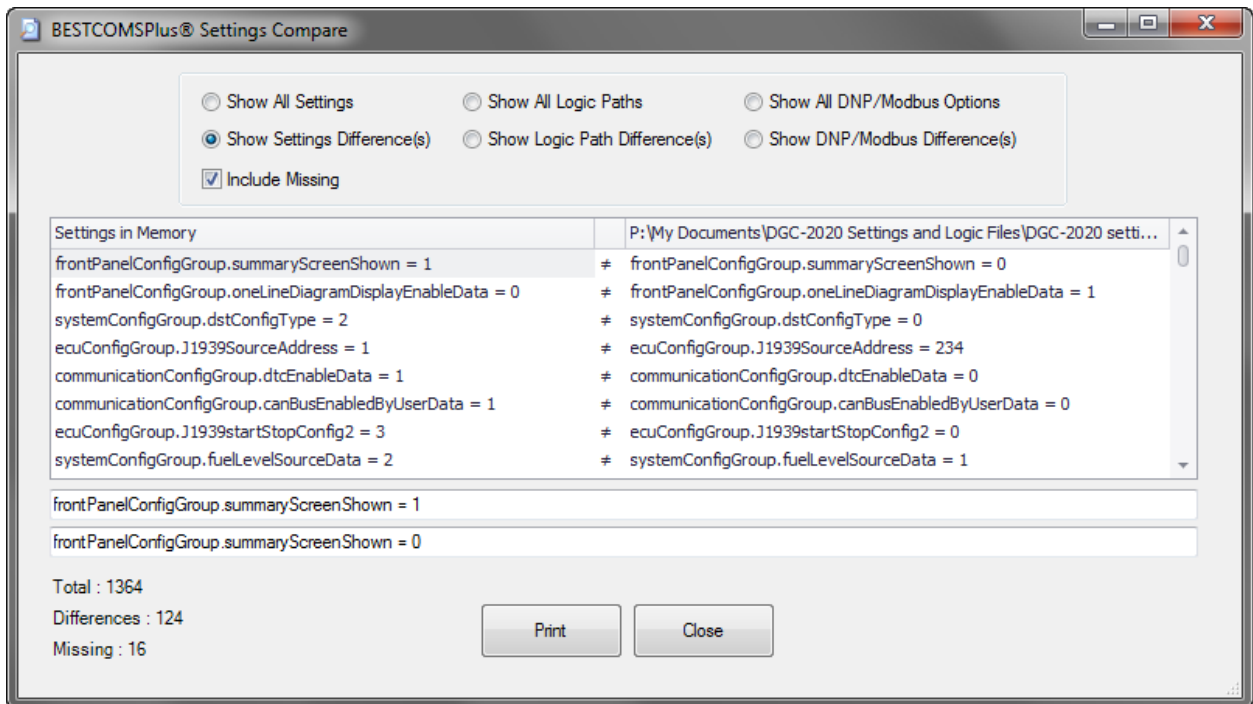 BESTCOMSPlus® Settings Compare
Show All Settings Show All Logic Paths Show All DNP/Modbus Options
Show Settings Difference(s) Show Logic Path Difference(s) Show DNP/Modbus Difference(s)
Include Missing
Settings in Memory P:\My Documents\DGC-2020 Settings and Logic Files\DGC-2020 setti...
frontPanelConfigGroup.summaryScreenShown = 1 ≠ frontPanelConfigGroup.summaryScreenShown = 0
frontPanelConfigGroup.oneLineDiagramDisplayEnableData = 0 ≠ frontPanelConfigGroup.oneLineDiagramDisplayEnableData = 1
systemConfigGroup.dstConfigType = 2 ≠ systemConfigGroup.dstConfigType = 0
ecuConfigGroup.J1939SourceAddress = 1 ≠ ecuConfigGroup.J1939SourceAddress = 234
communicationConfigGroup.dtcEnableData = 1 ≠ communicationConfigGroup.dtcEnableData = 0
communicationConfigGroup.canBusEnabledByUserData = 1 ≠ communicationConfigGroup.canBusEnabledByUserData = 0
ecuConfigGroup.J1939startStopConfig2 = 3 ≠ ecuConfigGroup.J1939startStopConfig2 = 0
systemConfigGroup.fuelLevelSourceData = 2 ≠ systemConfigGroup.fuelLevelSourceData = 1
frontPanelConfigGroup.summaryScreenShown = 1
frontPanelConfigGroup.summaryScreenShown = 0
Total : 1364
Differences : 124
Missing : 16
Print Close